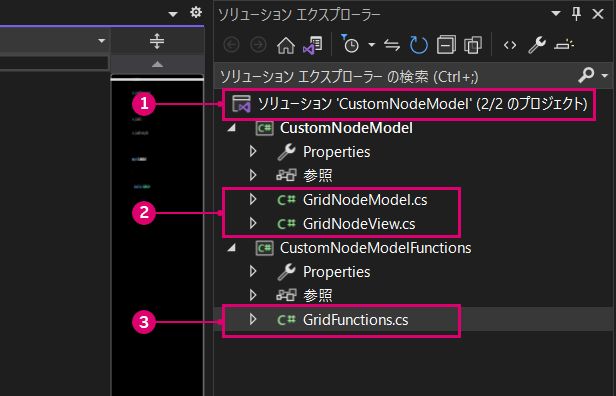 ソリューション エクスプローラー
ソリューション エクスプローラー の検索 (Ctrl+;)
1 ソリューション 'CustomNodeModel' (2/2 のプロジェクト)
C# CustomNodeModel
Properties
参照
2
C# GridNodeModel.cs
C# GridNodeView.cs
C# CustomNodeModelFunctions
Properties
参照
3 C# GridFunctions.cs